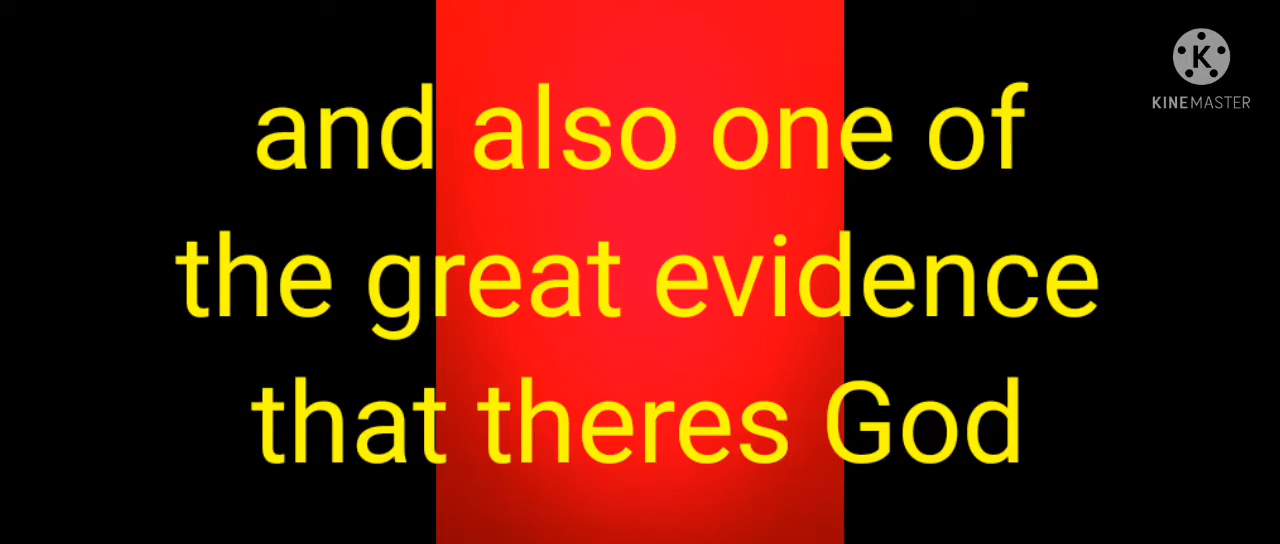 K
KINEMASTER
and also one of
the great evidence
that theres God